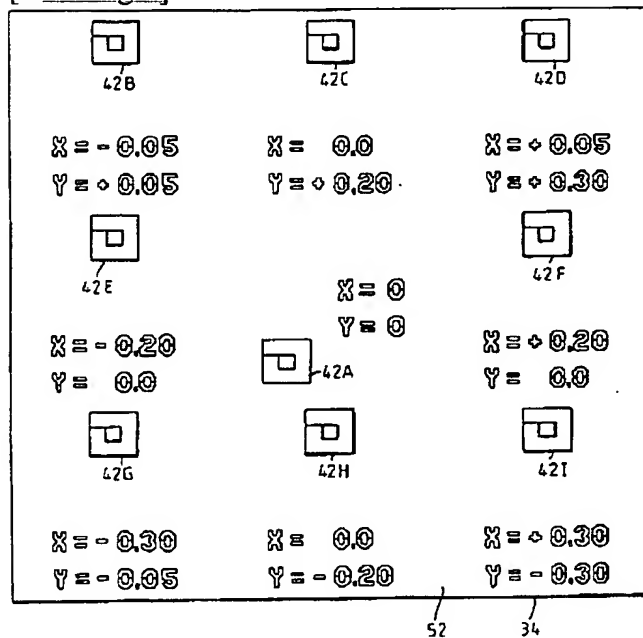 42B 42C 42D
X = - 0.05 X = 0.0 X = + 0.05
Y = + 0.05 Y = + 0.20 Y = + 0.30
42E 42F
X = 0
Y = 0
X = - 0.20 X = + 0.20
Y = 0.0 42A Y = 0.0
42G 42H 42I
X = - 0.30 X = 0.0 X = + 0.30
Y = - 0.05 Y = - 0.20 Y = - 0.30
52 34